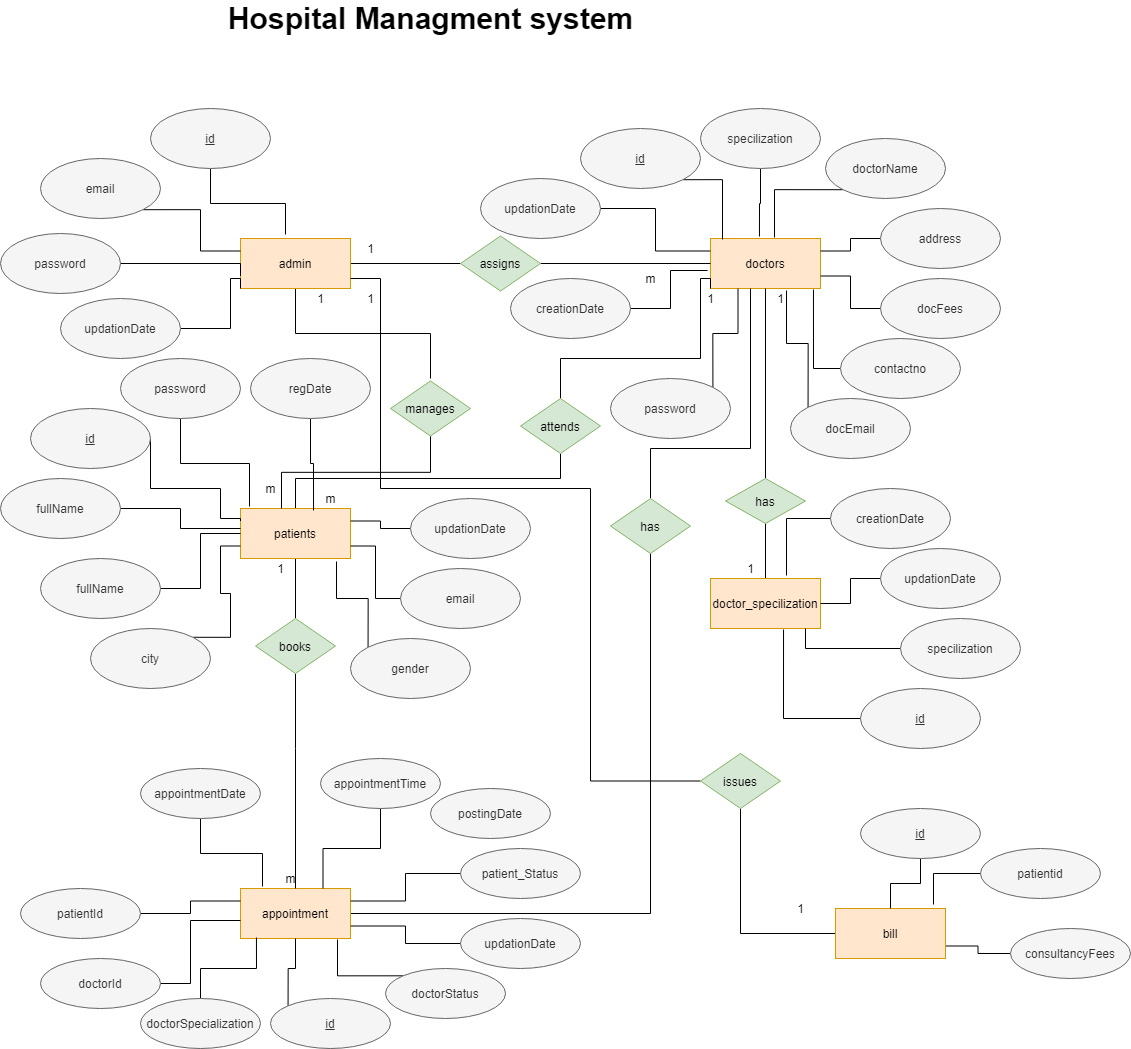 Hospital Managment system
id
email
password
updationDate
admin
1
1
1
assigns
manages
id
specilization
doctorName
updationDate
address
doctors
creationDate
m
docFees
1
1
contactno
password
docEmail
attends
password
regDate
id
fullName
m
m
patients
updationDate
fullName
1
email
city
gender
books
has
has
creationDate
1
updationDate
doctor_specilization
specilization
id
issues
appointmentDate
appointmentTime
postingDate
m
patient_Status
patientId
appointment
updationDate
doctorId
doctorStatus
doctorSpecialization
id
id
patientid
1
bill
consultancyFees